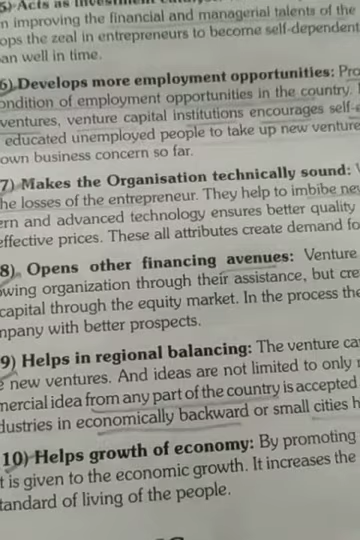 5) Acts as
n improving the financial and managerial talents of the
ops the zeal in entrepreneurs to become self-dependent
an well in time.
6) Develops more employment opportunities: Pro
ondition of employment opportunities in the country.
ventures, venture capital institutions encourages self-e
educated unemployed people to take up new venture
own business concern so far.
7) Makes the Organisation technically sound:
he losses of the entrepreneur. They help to imbibe new
ern and advanced technology ensures better quality
effective prices. These all attributes create demand fo
8) Opens other financing avenues: Venture
owing organization through their assistance, but cre
capital through the equity market. In the process the
mpany with better prospects.
9) Helps in regional balancing: The venture ca
e new ventures. And ideas are not limited to only
mercial idea from any part of the country is accepted
dustries in economically backward or small cities h
10) Helps growth of economy: By promoting
t is given to the economic growth. It increases the
tandard of living of the people.